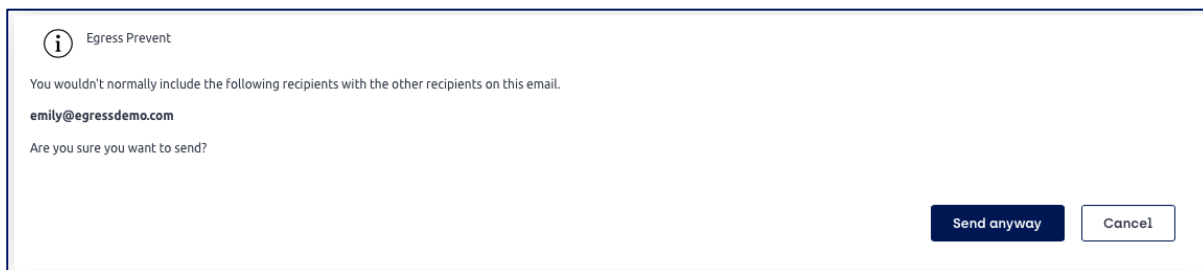 Egress Prevent
You wouldn't normally include the following recipients with the other recipients on this email.
emily@egressdemo.com
Are you sure you want to send?
Send anyway
Cancel